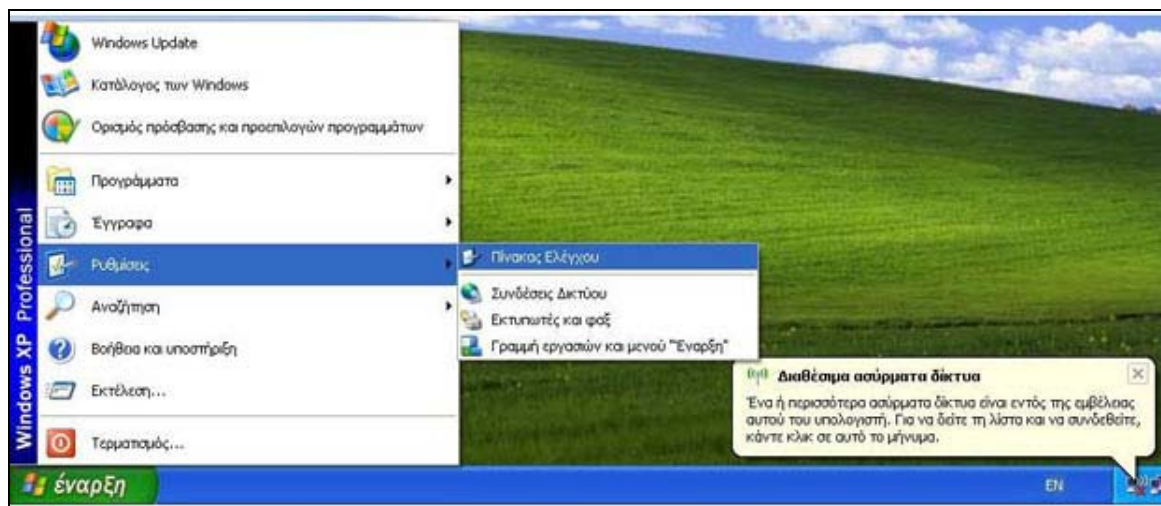 Windows Update
Κατάλογος των Windows
Ορισμός πρόσβασης και προεπιλογών προγραμμάτων
Προγράμματα
Έγγραφα
Ρυθμίσεις
Αναζήτηση
Βοήθεια και υποστήριξη
Εκτέλεση...
Τερματισμός...
Windows XP Professional
Πίνακας Ελέγχου
Συνδέσεις Δικτύου
Εκτυπωτές και φαξ
Γραμμή εργασιών και μενού "Έναρξη"
Διαθέσιμα ασύρματα δίκτυα
Ένα ή περισσότερα ασύρματα δίκτυα είναι εντός της εμβέλειας
αυτού του υπολογιστή. Για να δείτε τη λίστα και να συνδεθείτε,
κάντε κλικ σε αυτό το μήνυμα.
έναρξη
EN